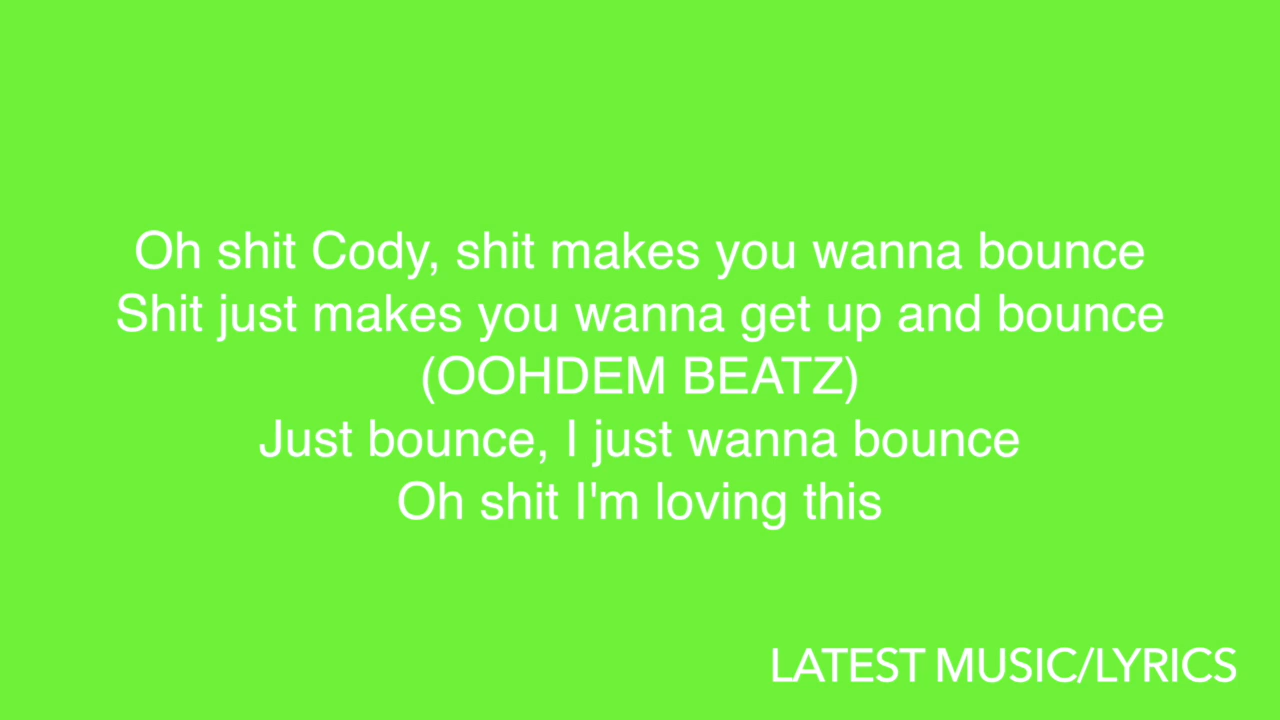 Oh shit Cody, shit makes you wanna bounce
Shit just makes you wanna get up and bounce
(OOHDEM BEATZ)
Just bounce, I just wanna bounce
Oh shit I'm loving this
LATEST MUSIC/LYRICS